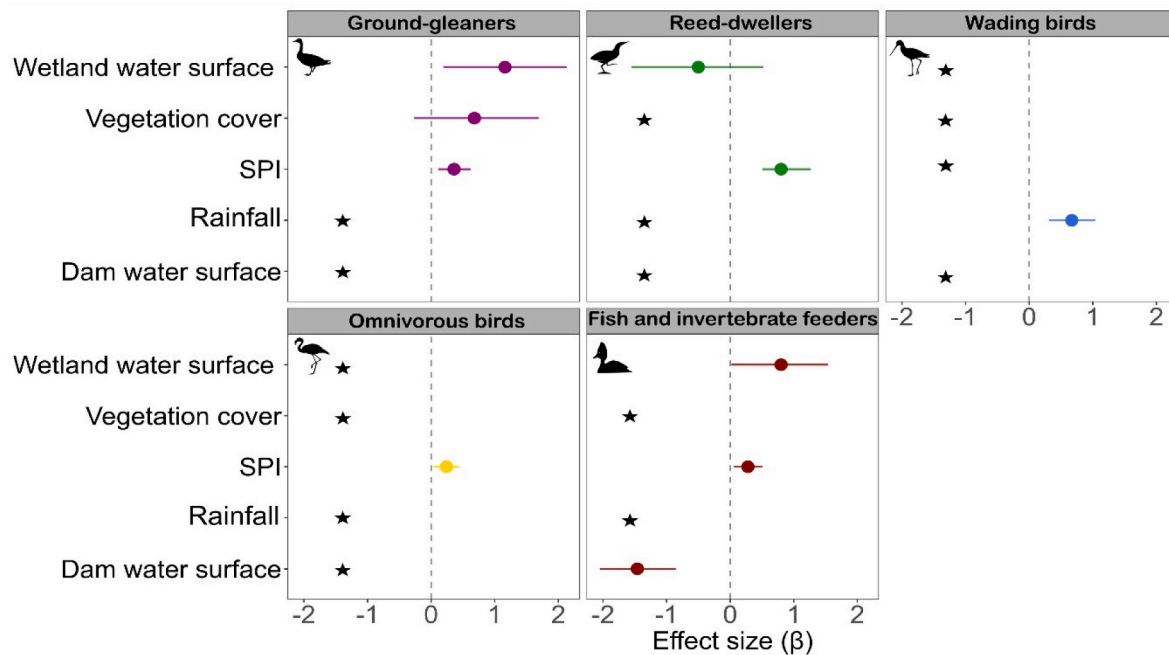 Ground-gleaners
Reed-dwellers
Wading birds
Wetland water surface
Vegetation cover
SPI
Rainfall
Dam water surface
-2 -1 0 1 2
Omnivorous birds
Fish and invertebrate feeders
Wetland water surface
Vegetation cover
SPI
Rainfall
Dam water surface
-2 -1 0 1 2
-2 -1 0 1 2
Effect size (β)